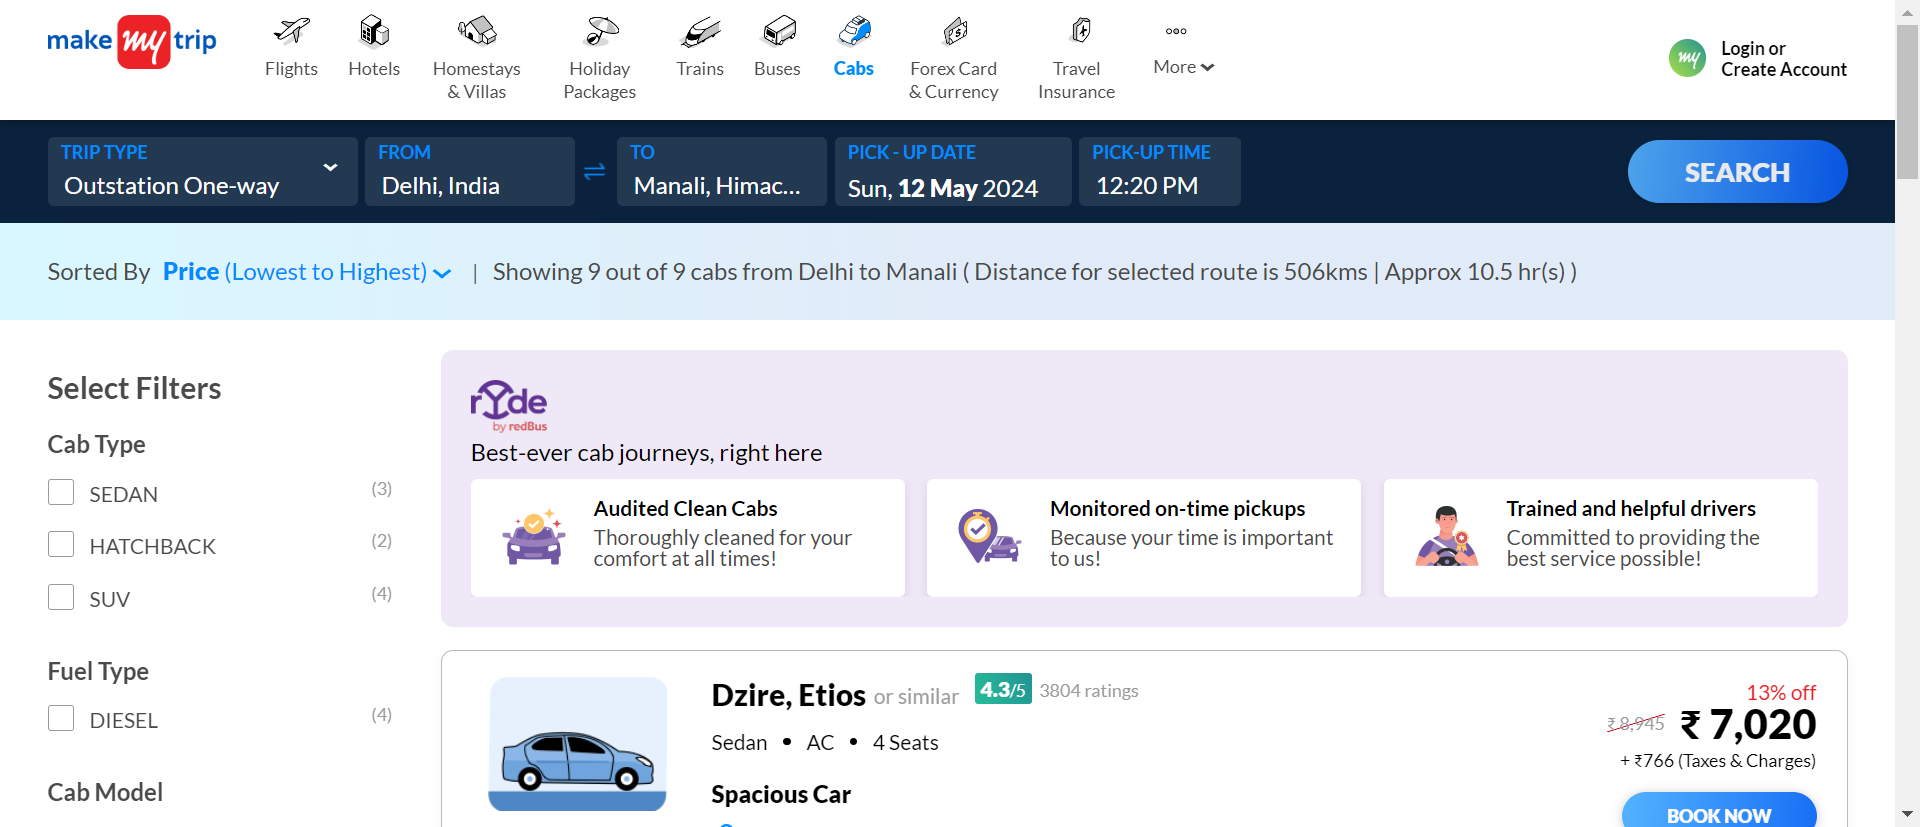 make my trip
Flights
Hotels
Homestays
& Villas
Holiday
Packages
Trains
Buses
Cabs
Forex Card
& Currency
Travel
Insurance
More
my
Login or
Create Account
TRIP TYPE
Outstation One-way
FROM
Delhi, India
TO
Manali, Himac...
PICK - UP DATE
Sun, 12 May 2024
PICK-UP TIME
12:20 PM
SEARCH
Sorted By Price (Lowest to Highest) | Showing 9 out of 9 cabs from Delhi to Manali ( Distance for selected route is 506kms | Approx 10.5 hr(s) )
Select Filters
Cab Type
SEDAN (3)
HATCHBACK (2)
SUV (4)
Fuel Type
DIESEL (4)
Cab Model
rYde
by redBus
Best-ever cab journeys, right here
Audited Clean Cabs
Thoroughly cleaned for your
comfort at all times!
Monitored on-time pickups
Because your time is important
to us!
Trained and helpful drivers
Committed to providing the
best service possible!
Dzire, Etios or similar 4.3/5 3804 ratings
Sedan • AC • 4 Seats
Spacious Car
13% off
₹ 8,945 ₹ 7,020
+ ₹766 (Taxes & Charges)
BOOK NOW